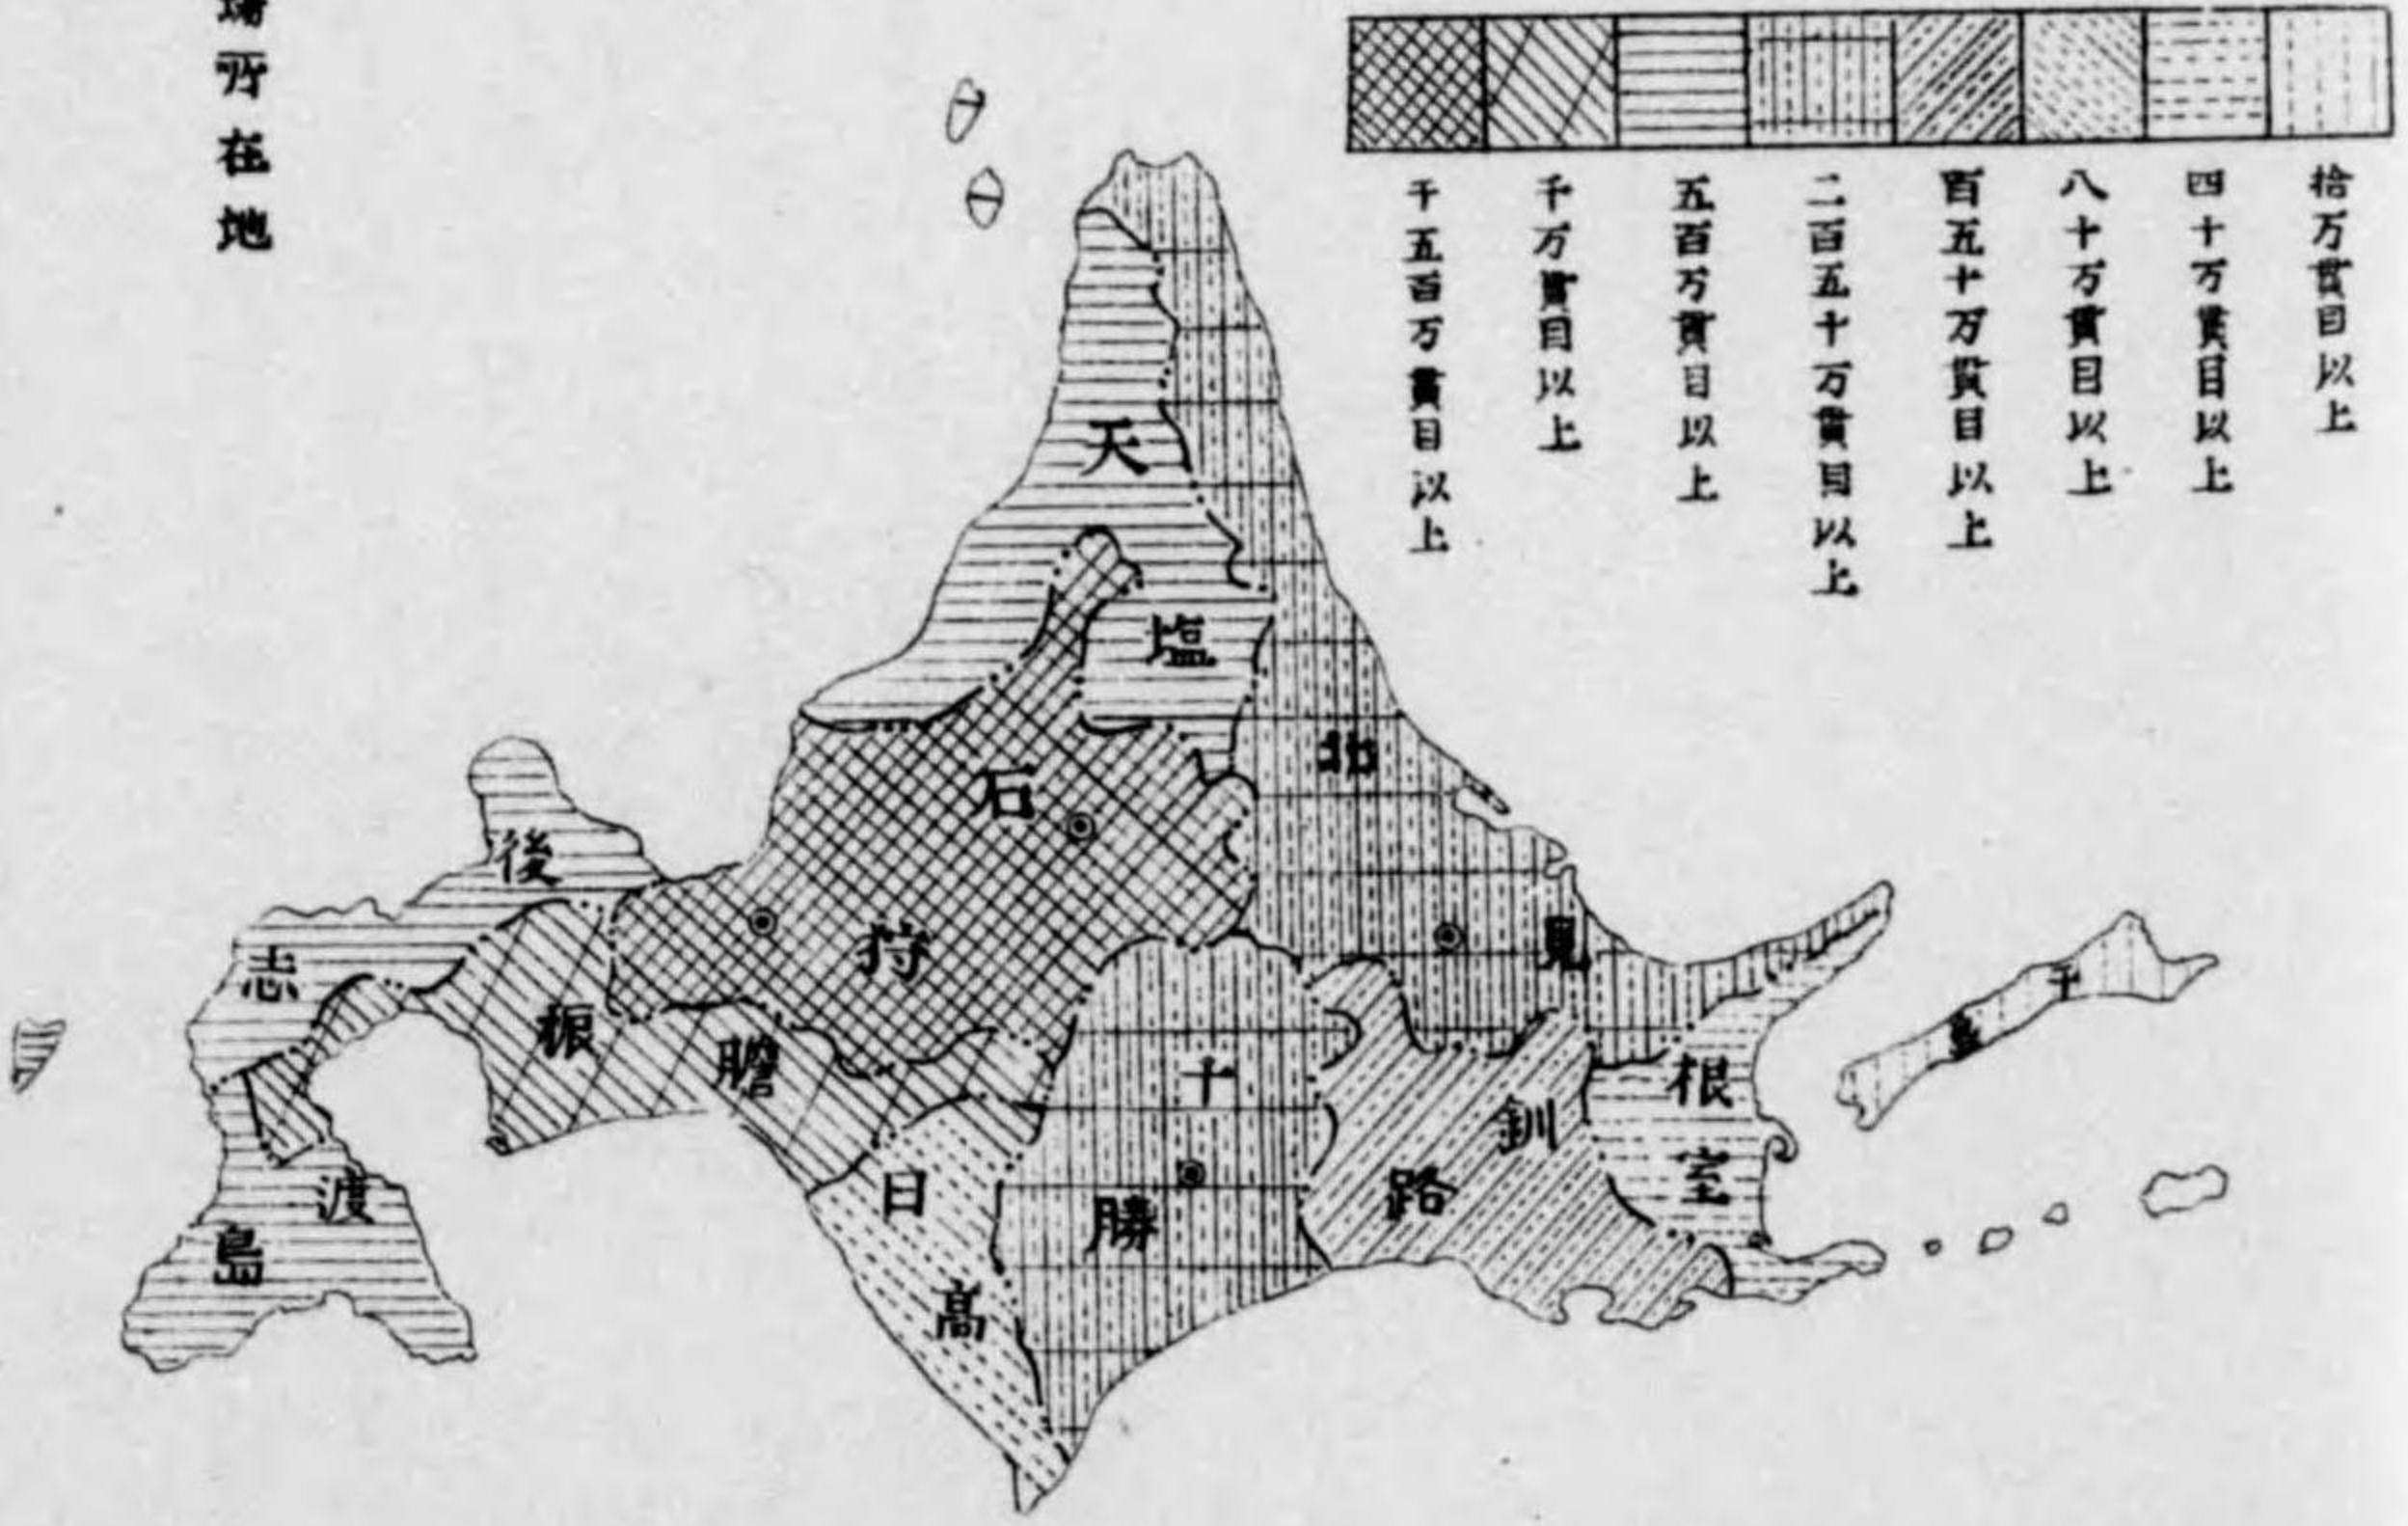 所在地
千五百万貫目以上
千万貫目以上
五百万貫目以上
二百五十万貫目以上
百五十万貫目以上
八十万貫目以上
四十万貫目以上
拾万貫目以上
天塩
北見
石狩
後志
胆振
渡島
日高
十勝
釧路
根室
千島